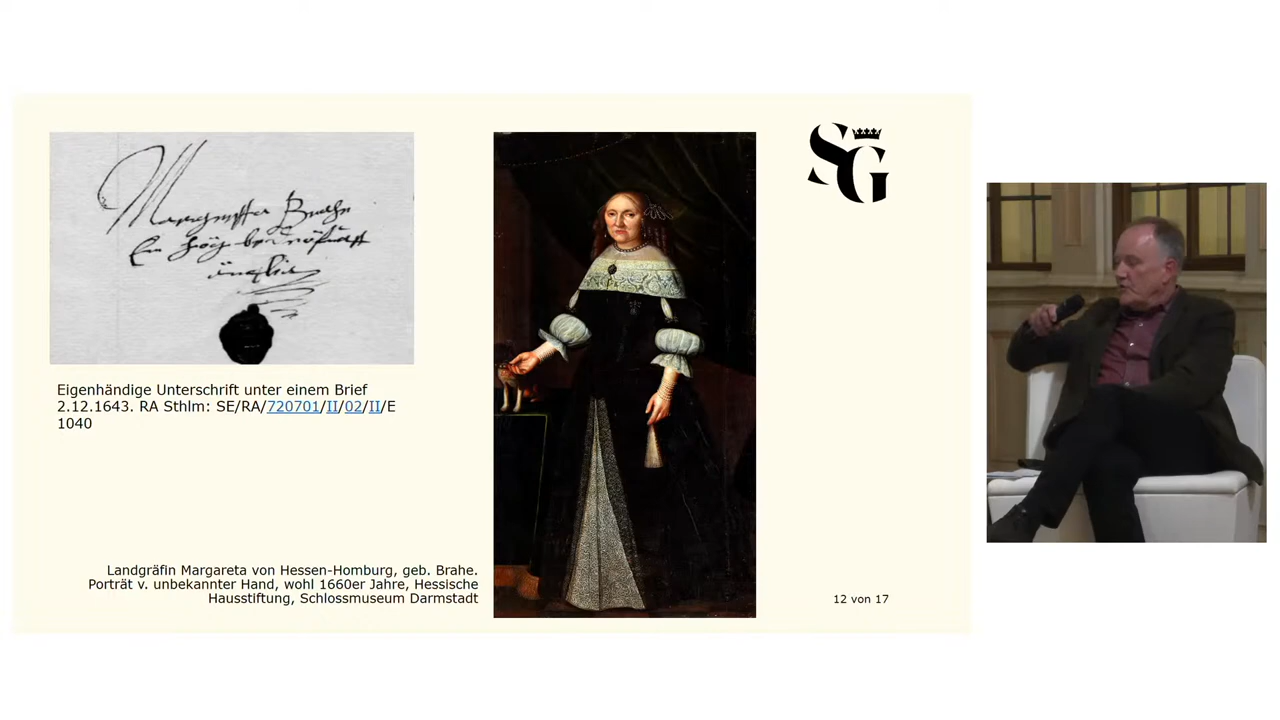 Margareta Brahe
SG
Eigenhändige Unterschrift unter einem Brief
2.12.1643. RA Sthlm: SE/RA/720701/II/02/II/E
1040
Landgräfin Margareta von Hessen-Homburg, geb. Brahe.
Porträt v. unbekannter Hand, wohl 1660er Jahre, Hessische
Hausstiftung, Schlossmuseum Darmstadt
12 von 17